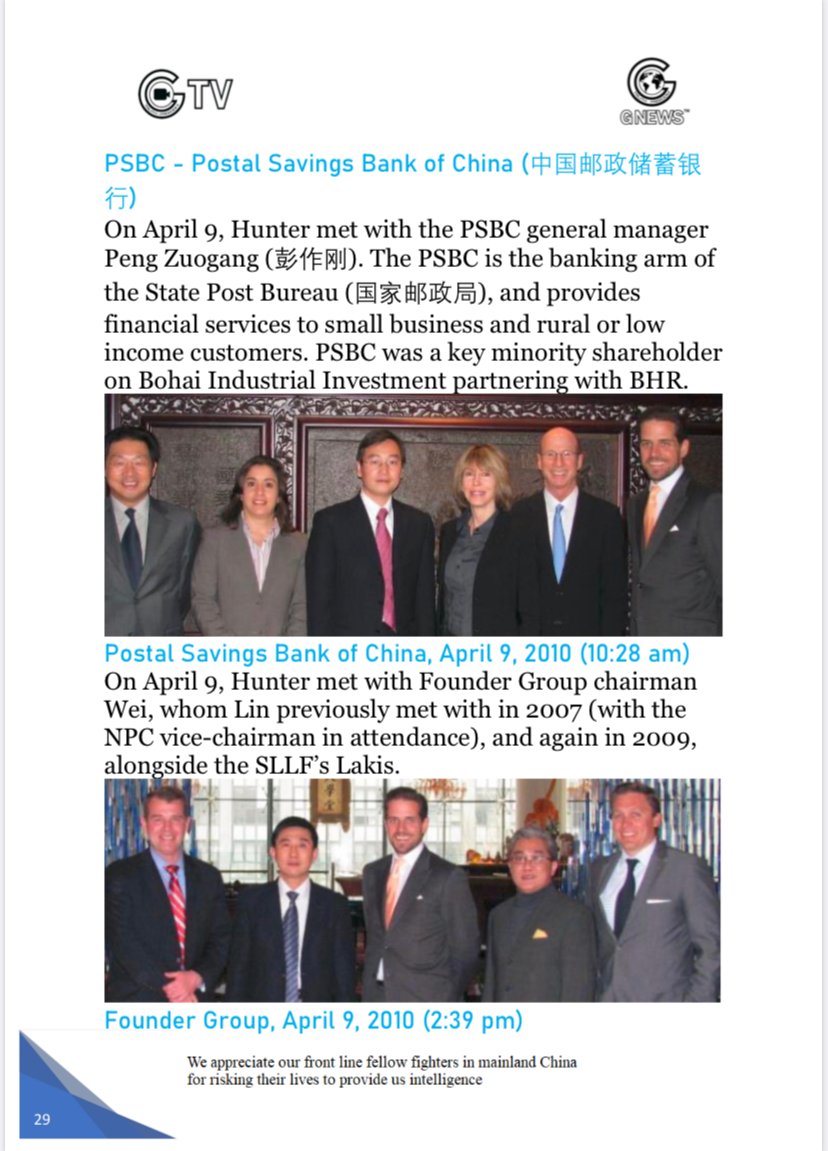 GTV
GNEWS™
PSBC - Postal Savings Bank of China (中国邮政储蓄银
行)
On April 9, Hunter met with the PSBC general manager
Peng Zuogang (彭作刚). The PSBC is the banking arm of
the State Post Bureau (国家邮政局), and provides
financial services to small business and rural or low
income customers. PSBC was a key minority shareholder
on Bohai Industrial Investment partnering with BHR.
Postal Savings Bank of China, April 9, 2010 (10:28 am)
On April 9, Hunter met with Founder Group chairman
Wei, whom Lin previously met with in 2007 (with the
NPC vice-chairman in attendance), and again in 2009,
alongside the SLLF’s Lakis.
Founder Group, April 9, 2010 (2:39 pm)
We appreciate our front line fellow fighters in mainland China
for risking their lives to provide us intelligence
29